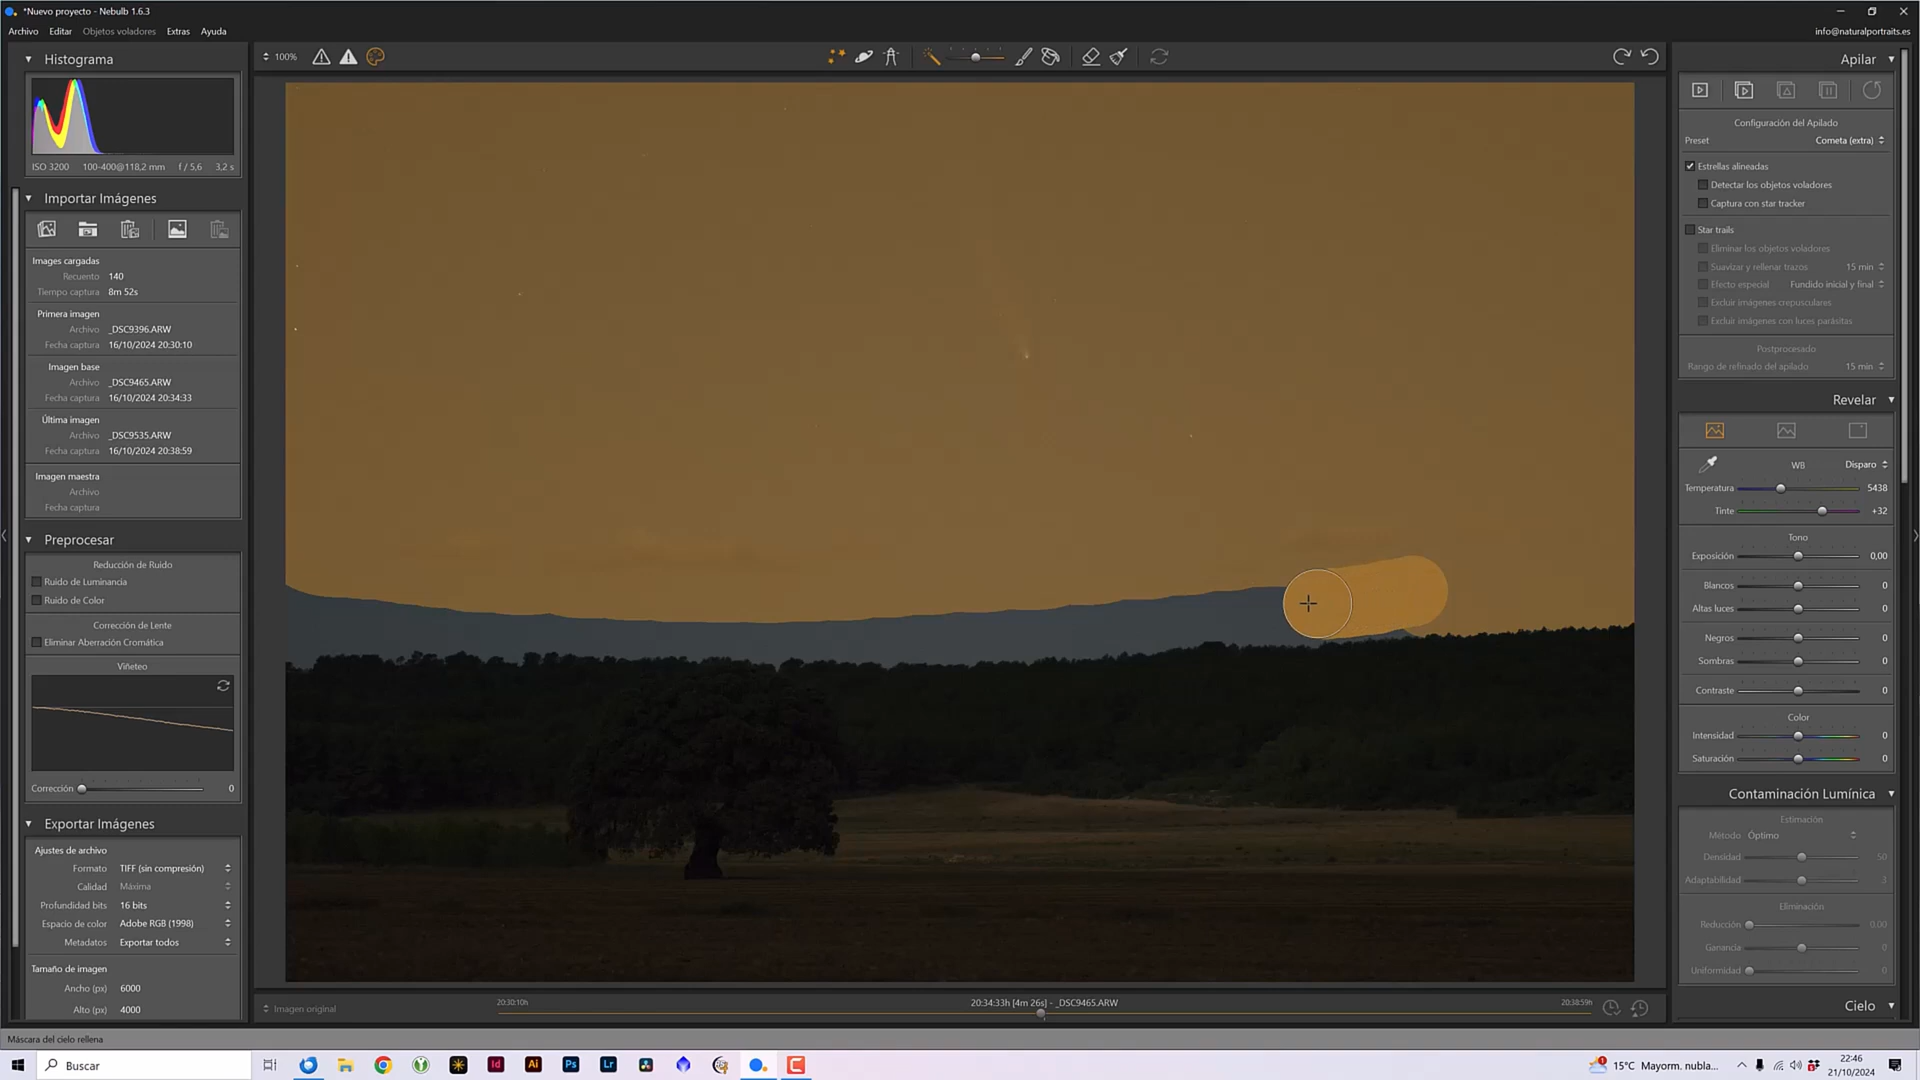 *Nuevo proyecto - Nebulb 1.6.3
Archivo Editar Objetos voladores Extras Ayuda
info@naturalportraits.es
Histograma
ISO 3200 100-400@118,2 mm f / 5,6 3,2 s
Importar Imágenes
Images cargadas
Recuento 140
Tiempo captura 8m 52s
Primera imagen
Archivo _DSC9396.ARW
Fecha captura 16/10/2024 20:30:10
Imagen base
Archivo _DSC9465.ARW
Fecha captura 16/10/2024 20:34:33
Última imagen
Archivo _DSC9535.ARW
Fecha captura 16/10/2024 20:38:59
Imagen maestra
Archivo
Fecha captura
Preprocesar
Reducción de Ruido
Ruido de Luminancia
Ruido de Color
Corrección de Lente
Eliminar Aberración Cromática
Viñeteo
Corrección 0
Exportar Imágenes
Ajustes de archivo
Formato TIFF (sin compresión)
Calidad Máxima
Profundidad bits 16 bits
Espacio de color Adobe RGB (1998)
Metadatos Exportar todos
Tamaño de imagen
Ancho (px) 6000
Alto (px) 4000
100%
Imagen original
20:30:10h
20:34:33h [4m 26s] - _DSC9465.ARW
20:38:59h
Apilar
Configuración del Apilado
Preset Cometa (extra)
Estrellas alineadas
Detectar los objetos voladores
Captura con star tracker
Star trails
Eliminar los objetos voladores
Suavizar y rellenar trazos 15 min
Efecto especial Fundido inicial y final
Excluir imágenes crepusculares
Excluir imágenes con luces parásitas
Postprocesado
Rango de refinado del apilado 15 min
Revelar
WB Disparo
Temperatura 5438
Tinte +32
Tono
Exposición 0,00
Blancos 0
Altas luces 0
Negros 0
Sombras 0
Contraste 0
Color
Intensidad 0
Saturación 0
Contaminación Lumínica
Estimación
Método Óptimo
Densidad 50
Adaptabilidad 3
Eliminación
Reducción 0,00
Ganancia 0
Uniformidad 0
Cielo
Máscara del cielo rellena
Buscar
Id
Ai
Ps
Lr
1
15°C Mayorm. nubla...
22:46
21/10/2024